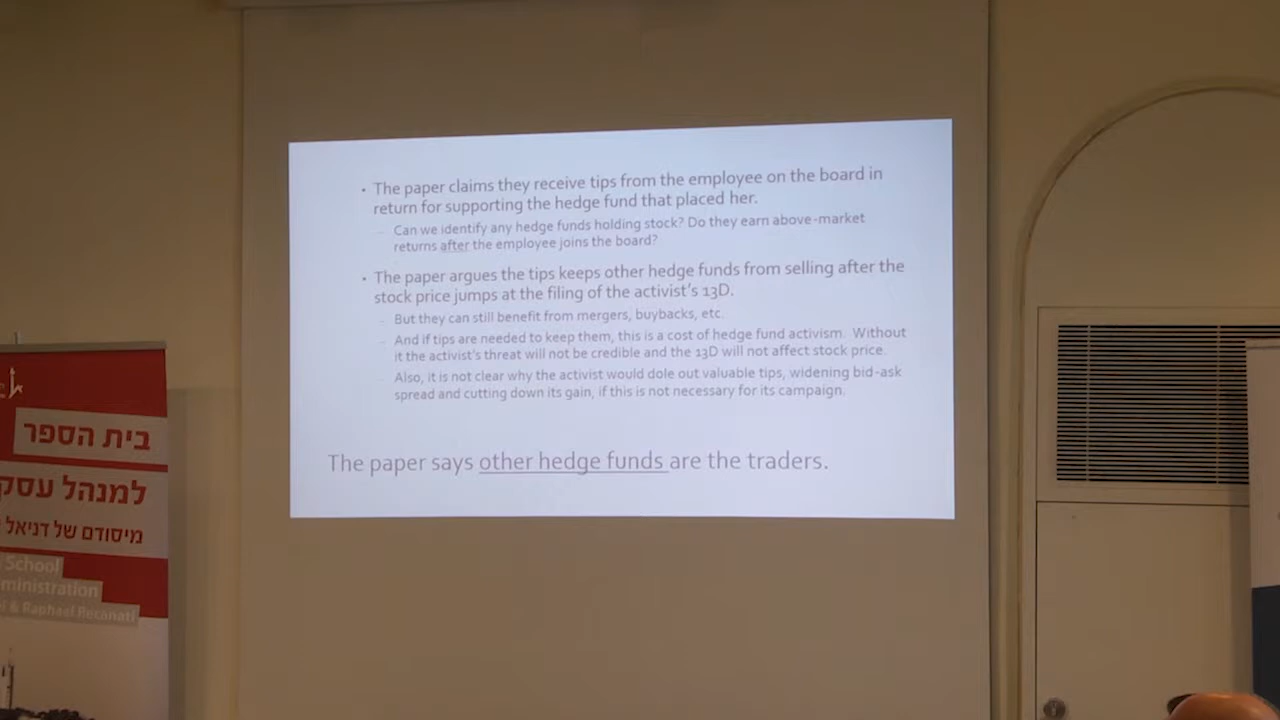 • The paper claims they receive tips from the employee on the board in
return for supporting the hedge fund that placed her.
– Can we identify any hedge funds holding stock? Do they earn above-market
returns after the employee joins the board?
• The paper argues the tips keeps other hedge funds from selling after the
stock price jumps at the filing of the activist's 13D.
– But they can still benefit from mergers, buybacks, etc.
– And if tips are needed to keep them, this is a cost of hedge fund activism. Without
it the activist's threat will not be credible and the 13D will not affect stock price.
– Also, it is not clear why the activist would dole out valuable tips, widening bid-ask
spread and cutting down its gain, if this is not necessary for its campaign.
The paper says other hedge funds are the traders.
בית הספר
למנהל עסק
מיסודם של דניאל
School
ministration
& Raphael Recanati